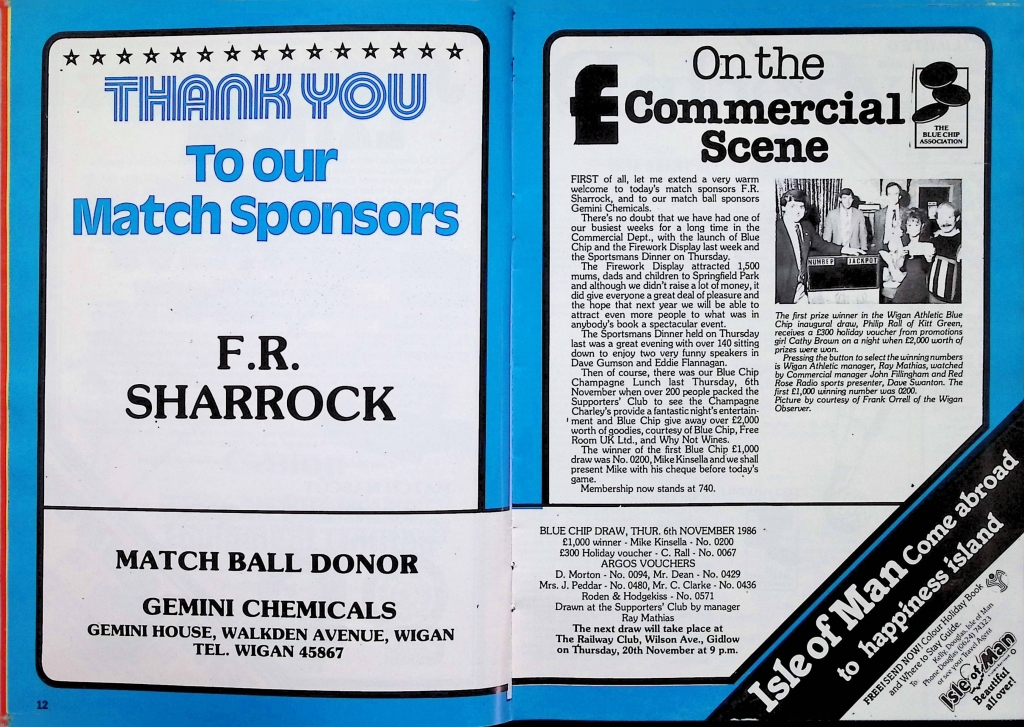 THANK YOU
To our
Match Sponsors
F.R.
SHARROCK
MATCH BALL DONOR
GEMINI CHEMICALS
GEMINI HOUSE, WALKDEN AVENUE, WIGAN
TEL. WIGAN 45867
12
On the
£ Commercial
Scene
THE
BLUE CHIP
ASSOCIATION
FIRST of all, let me extend a very warm
welcome to today's match sponsors F.R.
Sharrock, and to our match ball sponsors
Gemini Chemicals.
There's no doubt that we have had one of
our busiest weeks for a long time in the
Commercial Dept., with the launch of Blue
Chip and the Firework Display last week and
the Sportsmans Dinner on Thursday.
The Firework Display attracted 1,500
mums, dads and children to Springfield Park
and although we didn't raise a lot of money, it
did give everyone a great deal of pleasure and
the hope that next year we will be able to
attract even more people to what was in
anybody's book a spectacular event.
The Sportsmans Dinner held on Thursday
last was a great evening with over 140 sitting
down to enjoy two very funny speakers in
Dave Gumson and Eddie Flannagan.
Then of course, there was our Blue Chip
Champagne Lunch last Thursday, 6th
November when over 200 people packed the
Supporters' Club to see the Champagne
Charley's provide a fantastic night's entertain-
ment and Blue Chip give away over £2,000
worth of goodies, courtesy of Blue Chip, Free
Room UK Ltd., and Why Not Wines.
The winner of the first Blue Chip £1,000
draw was No. 0200, Mike Kinsella and we shall
present Mike with his cheque before today's
game.
Membership now stands at 740.
NUMBER JACKPOT
The first prize winner in the Wigan Athletic Blue
Chip inaugural draw, Philip Rall of Kitt Green,
receives a £300 holiday voucher from promotions
girl Cathy Brown on a night when £2,000 worth of
prizes were won.
Pressing the button to select the winning numbers
is Wigan Athletic manager, Ray Mathias, watched
by Commercial manager John Fillingham and Red
Rose Radio sports presenter, Dave Swanton. The
first £1,000 winning number was 0200.
Picture by courtesy of Frank Orrell of the Wigan
Observer.
BLUE CHIP DRAW, THUR. 6th NOVEMBER 1986
£1,000 winner - Mike Kinsella - No. 0200
£300 Holiday voucher - C. Rall - No. 0067
ARGOS VOUCHERS
D. Morton - No. 0094, Mr. Dean - No. 0429
Mrs. J. Peddar - No. 0480, Mr. C. Clarke - No. 0436
Roden & Hodgekiss - No. 0571
Drawn at the Supporters' Club by manager
Ray Mathias
The next draw will take place at
The Railway Club, Wilson Ave., Gidlow
on Thursday, 20th November at 9 p.m.
Isle of Man Come abroad
to happiness island
FREE! SEND NOW! Colour Holiday Book
and Where to Stay Guide.
To Kelly, Douglas, Isle of Man
Phone Douglas (0624) 74323
or see your Travel Agent
Isle of Man
Beautiful
all over!